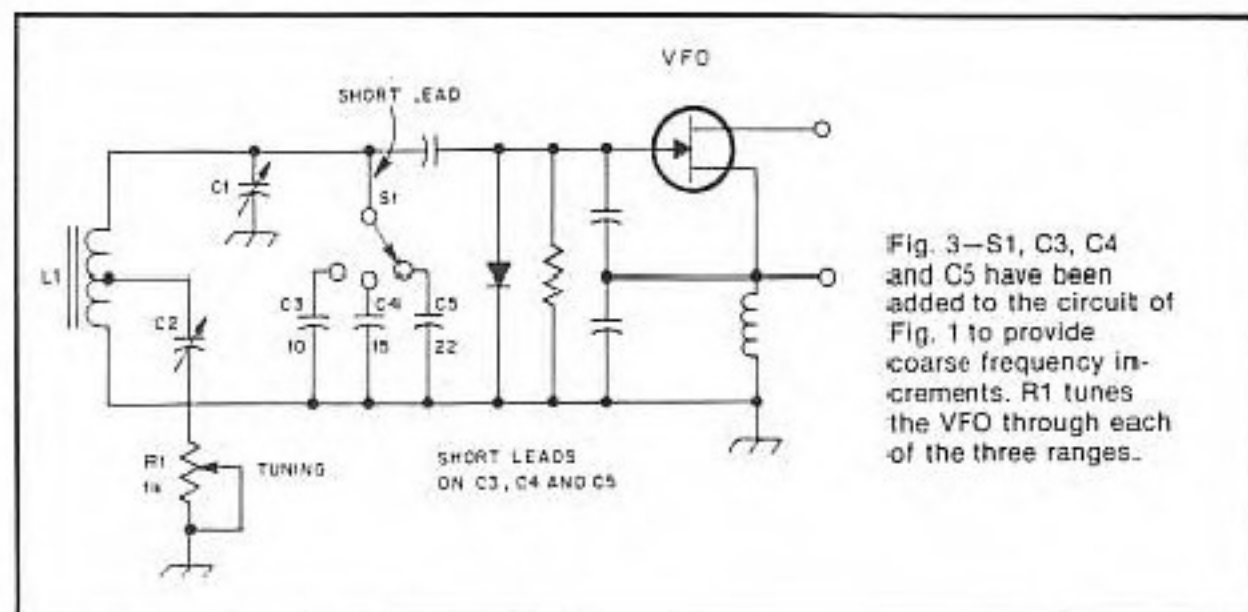 VFO
SHORT LEAD
C1
S1
L1
C2
C3
C4
C5
10
15
22
R1
1k
TUNING
SHORT LEADS
ON C3, C4 AND C5
Fig. 3—S1, C3, C4
and C5 have been
added to the circuit of
Fig. 1 to provide
coarse frequency in-
crements. R1 tunes
the VFO through each
of the three ranges.